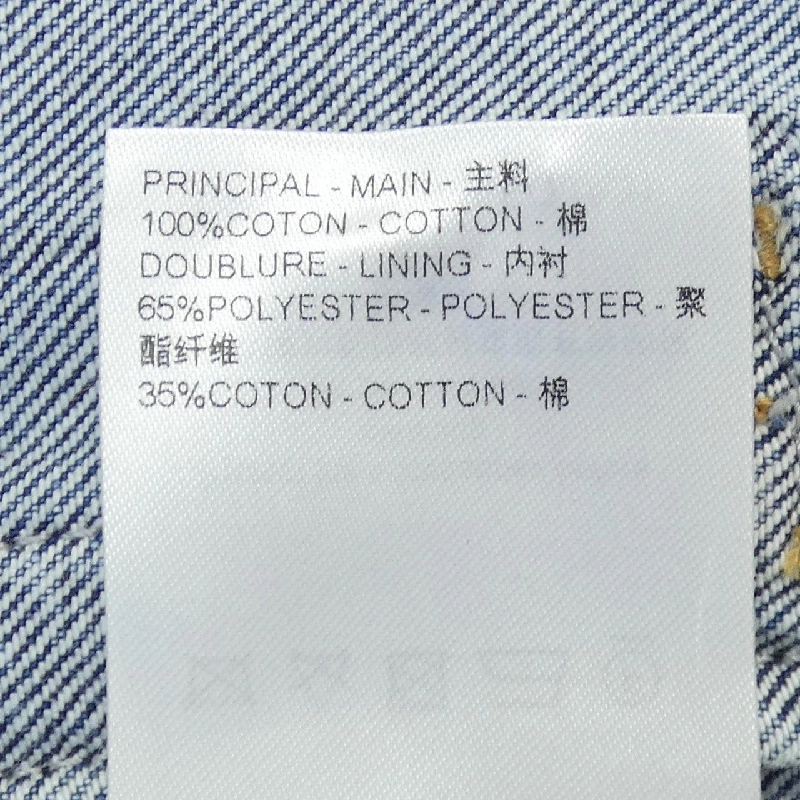 PRINCIPAL - MAIN - 主料
100%COTON - COTTON - 棉
DOUBLURE - LINING - 内衬
65%POLYESTER - POLYESTER - 聚
酯纤维
35%COTON - COTTON - 棉